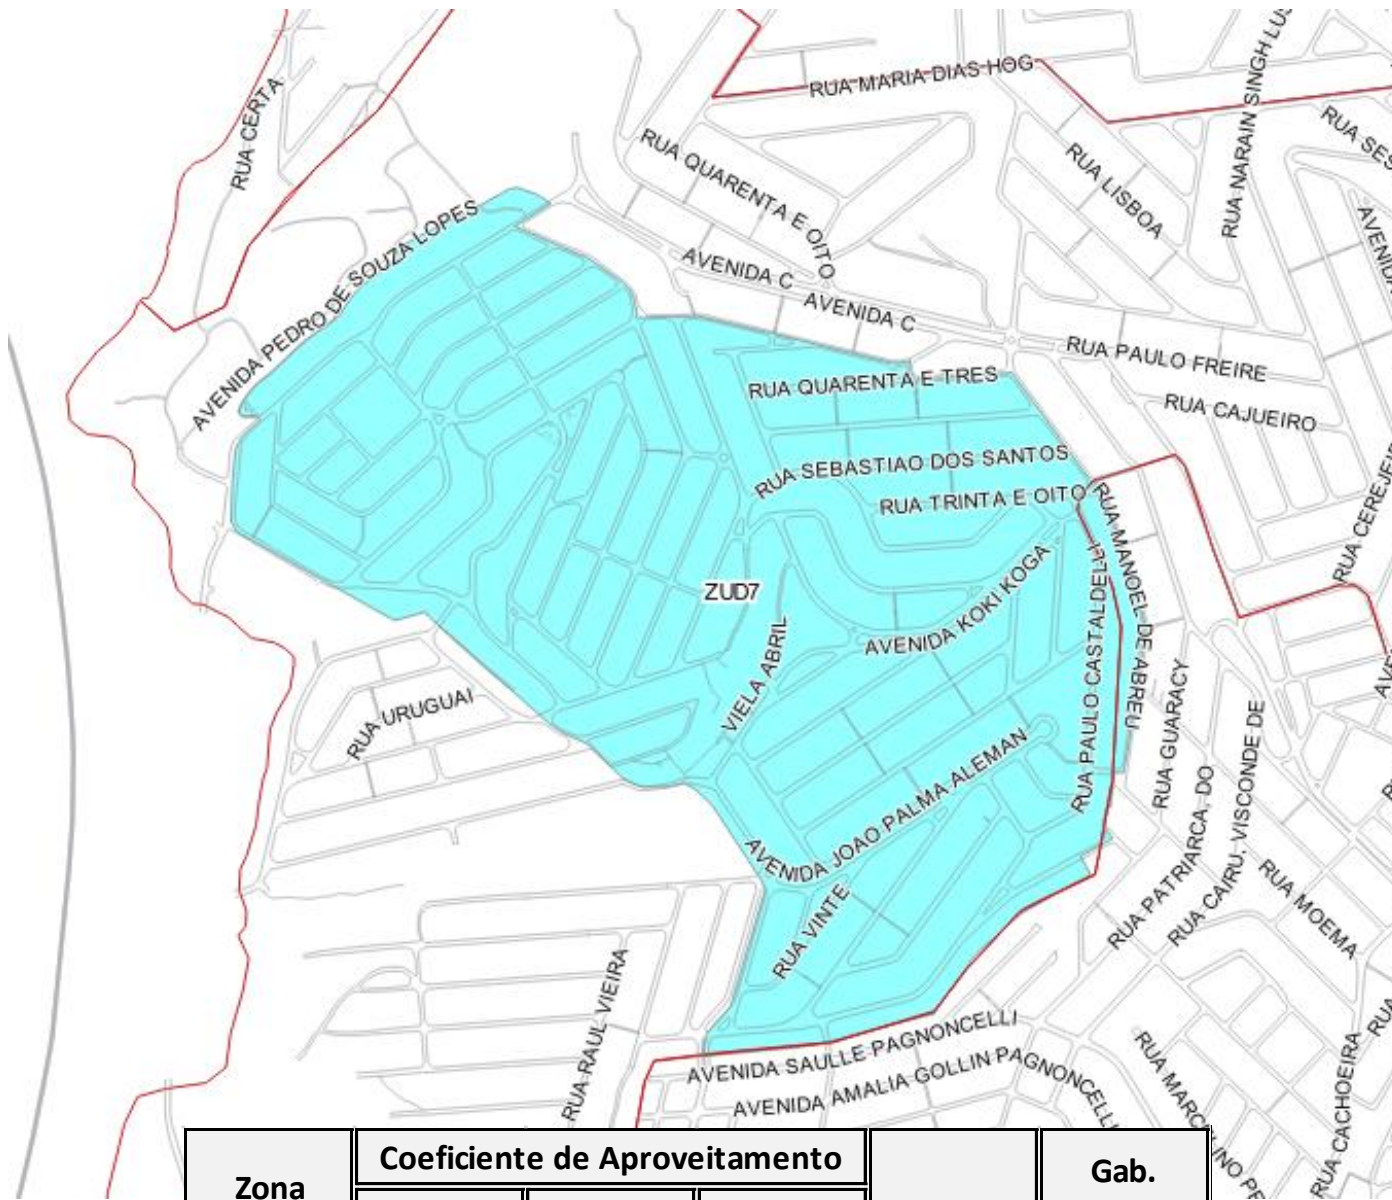 RUA CERTA
RUA MARIA DIAS HOG
RUA NARAIN SINGH
RUA QUARENTA E OITO
RUA LISBOA
AVENIDA PEDRO DE SOUZA LOPES
AVENIDA C
AVENIDA C
RUA PAULO FREIRE
RUA QUARENTA E TRES
RUA CAJUEIRO
RUA SEBASTIAO DOS SANTOS
RUA TRINTA E OITO
RUA MANOEL DE ABREU
ZUD7
AVENIDA KOKI KOGA
RUA PAULO CASTALDELLI
VIELA ABRIL
RUA URUGUAI
RUA GUARACY
AVENIDA JOAO PALMA ALEMAN
RUA PATRIARCA, DO
RUA CAIRU, VISCONDE DE
RUA MOEMA
RUA VINTE
RUA RAUL VIEIRA
AVENIDA SAULLE PAGNONCELLI
AVENIDA AMALIA GOLLIN PAGNONCELLI
RUA CACHOEIRA
Coeficiente de Aproveitamento
Zona
Gab.